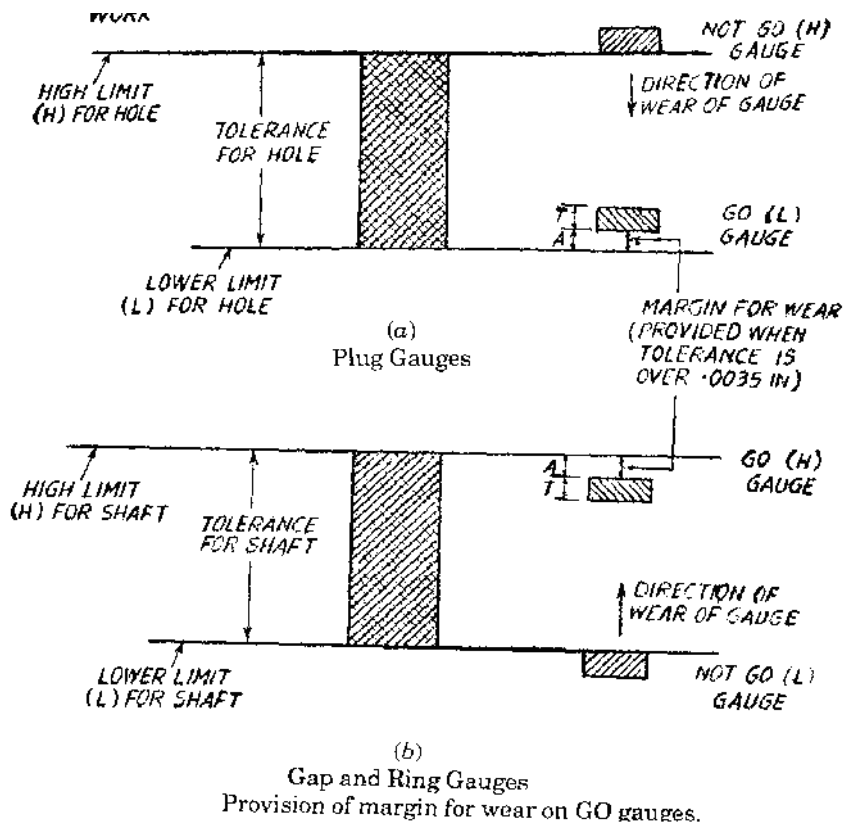 WORK
NOT GO (H)
GAUGE
HIGH LIMIT
(H) FOR HOLE
TOLERANCE
FOR HOLE
DIRECTION OF
WEAR OF GAUGE
T
A
GO (L)
GAUGE
LOWER LIMIT
(L) FOR HOLE
MARGIN FOR WEAR
(PROVIDED WHEN
TOLERANCE IS
OVER ·0035 IN)
(a)
Plug Gauges
HIGH LIMIT
(H) FOR SHAFT
TOLERANCE
FOR SHAFT
A
T
GO (H)
GAUGE
DIRECTION OF
WEAR OF GAUGE
LOWER LIMIT
(L) FOR SHAFT
NOT GO (L)
GAUGE
(b)
Gap and Ring Gauges
Provision of margin for wear on GO gauges.